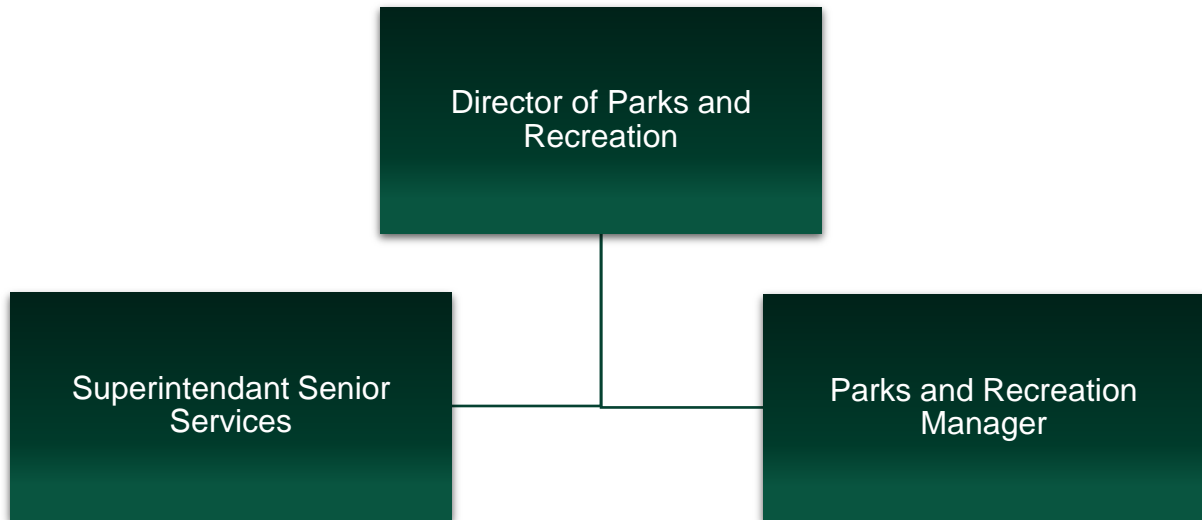 Director of Parks and
Recreation
Superintendant Senior
Services
Parks and Recreation
Manager